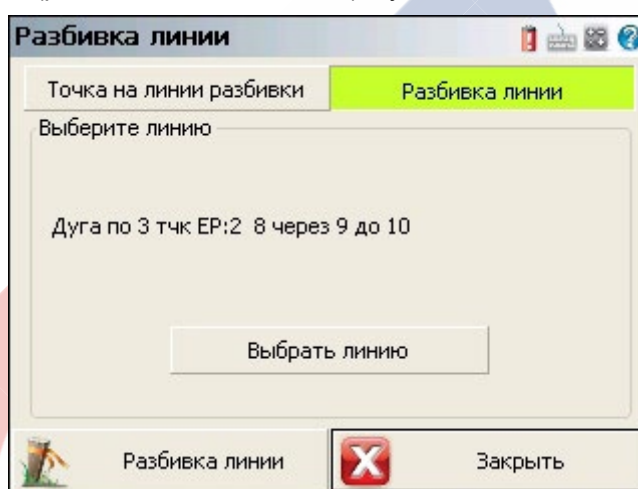 Разбивка линии
Точка на линии разбивки
Разбивка линии
Выберите линию
Дуга по 3 тчк EP:2 8 через 9 до 10
Выбрать линию
Разбивка линии
Закрыть